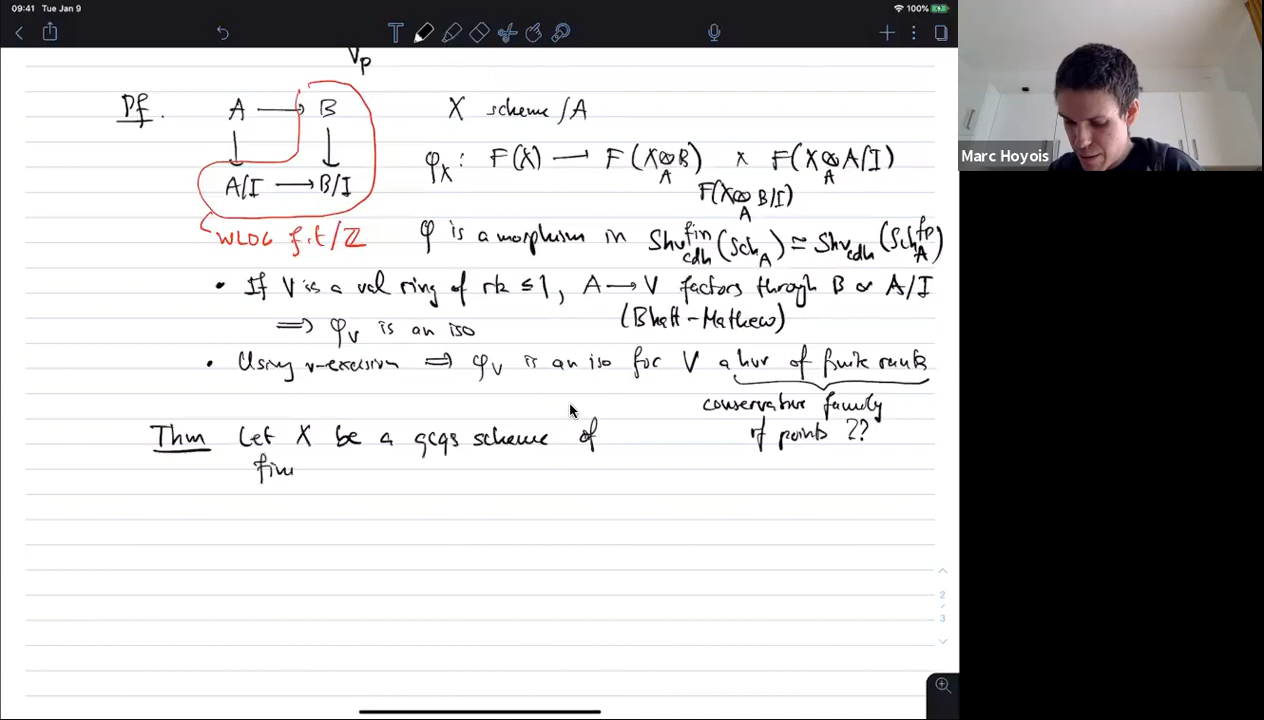 09:41 Tue Jan 9
100%
V_p
Pf. A → B X scheme /A
φ_X : F(X) → F(X⊗_A B) × F(X⊗_A A/I)
F(X⊗_A B/I)
A/I → B/I
WLOG f.t/ℤ φ is a morphism in Shv^fin_cdh(Sch_A) ≃ Shv_cdh(Sch^fp_A)
• If V is a val ring of rk ≤ 1, A → V factors through B or A/I
(Bhatt-Mathew)
⟹ φ_V is an iso
• Using v-excision ⟹ φ_V is an iso for V a hvr of finite rank
conservative family
of points ??
Thm Let X be a qcqs scheme of
fin
Marc Hoyois
2
/
3